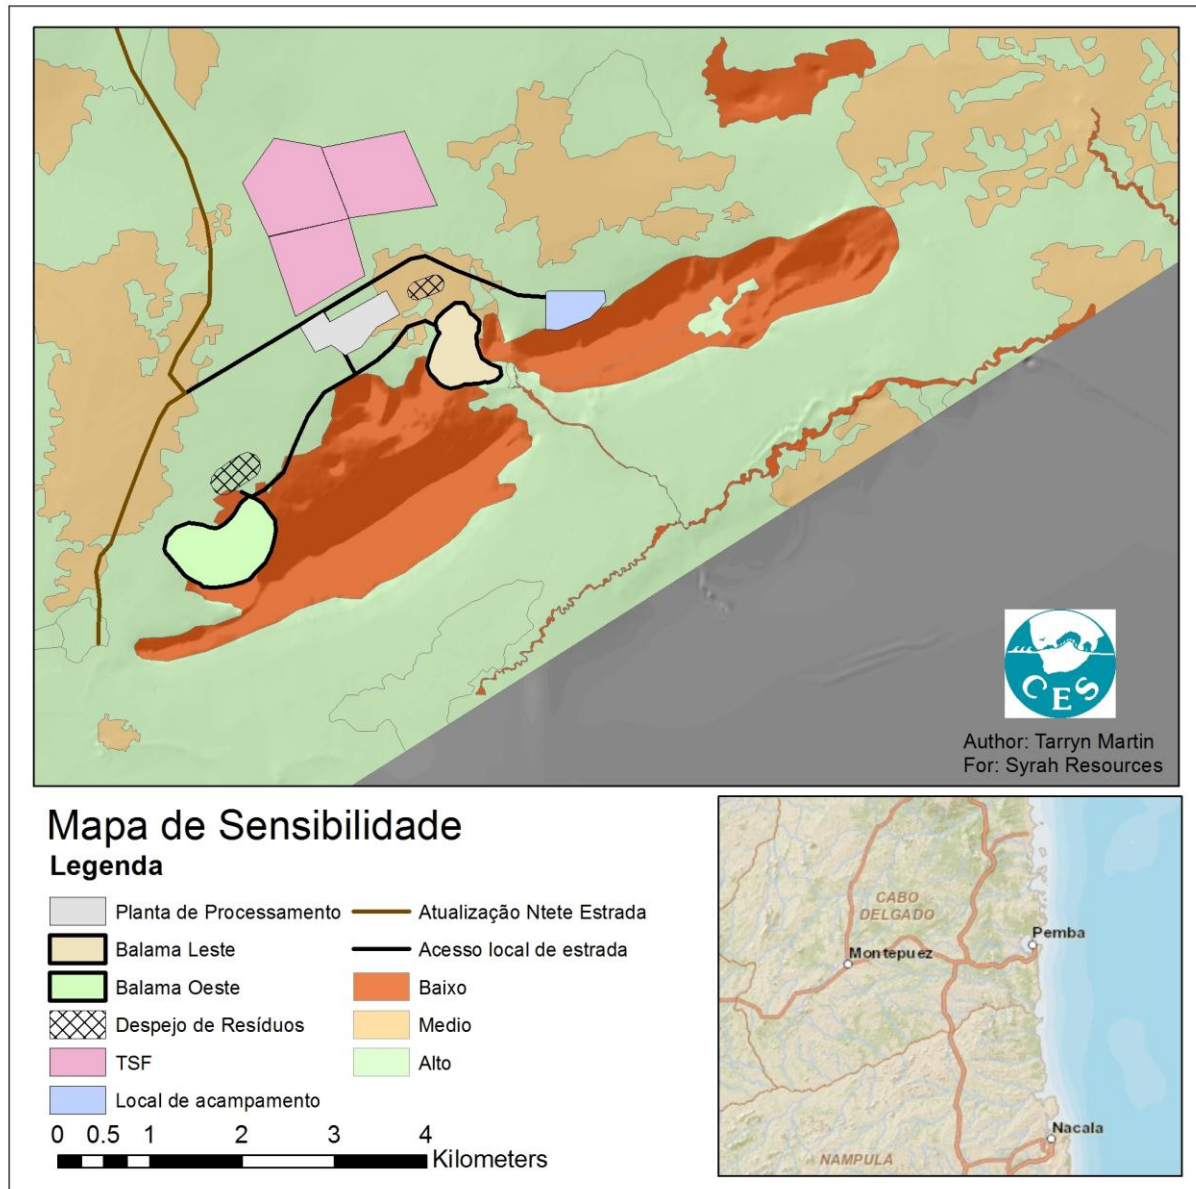 CES
Author: Tarryn Martin
For: Syrah Resources
Mapa de Sensibilidade
Legenda
Planta de Processamento
Balama Leste
Balama Oeste
Despejo de Resíduos
TSF
Local de acampamento
Atualização Ntete Estrada
Acesso local de estrada
Baixo
Medio
Alto
0 0.5 1 2 3 4
Kilometers
CABO
DELGADO
Pemba
Montepuez
Nacala
NAMPULA